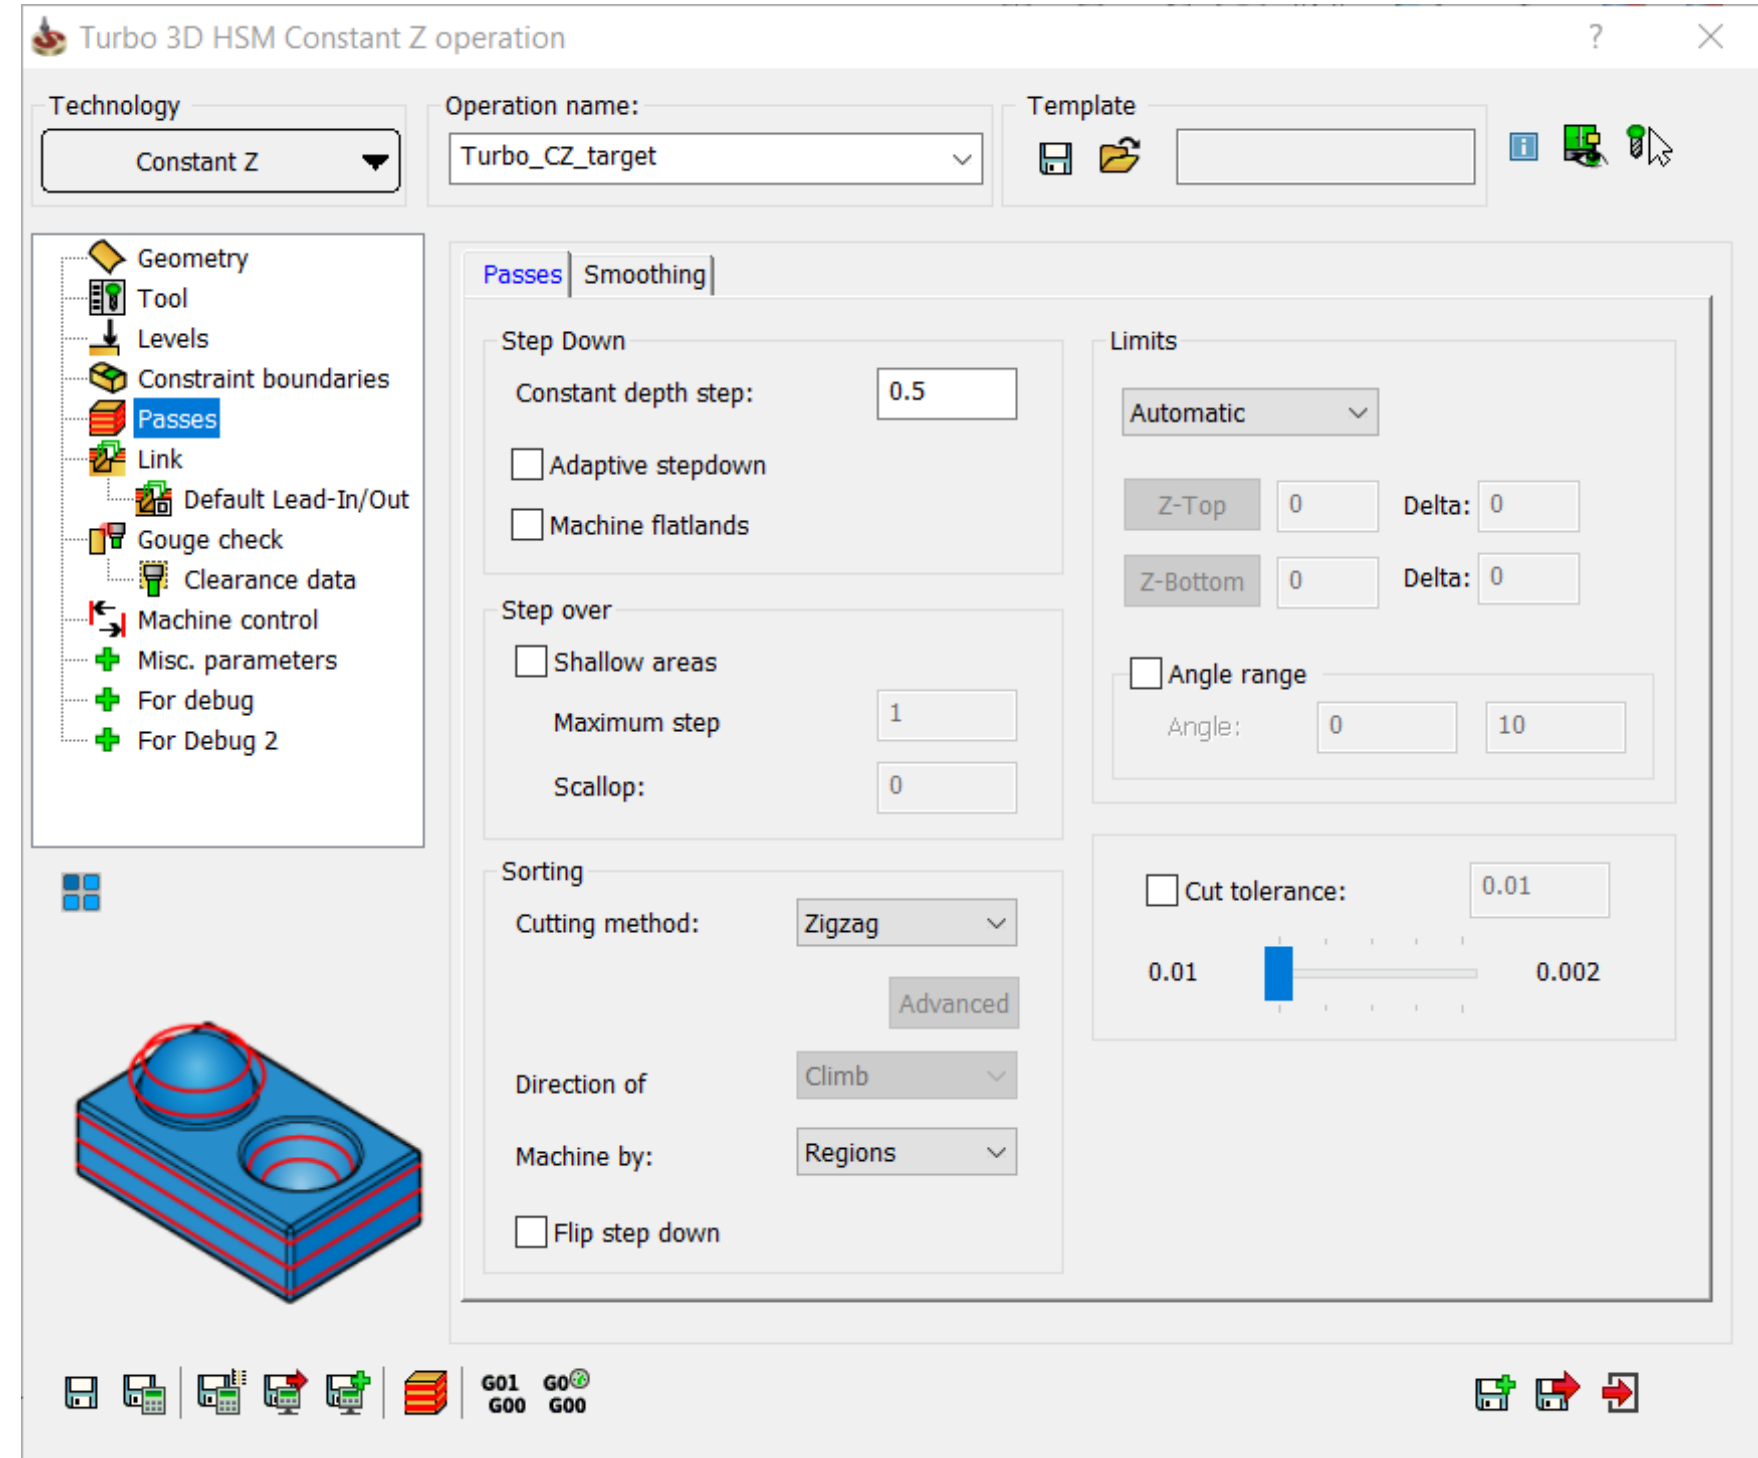 Turbo 3D HSM Constant Z operation
?
Technology
Operation name:
Template
Constant Z
Turbo_CZ_target
Geometry
Tool
Levels
Constraint boundaries
Passes
Link
Default Lead-In/Out
Gouge check
Clearance data
Machine control
Misc. parameters
For debug
For Debug 2
Passes
Smoothing
Step Down
Constant depth step: 0.5
Adaptive stepdown
Machine flatlands
Step over
Shallow areas
Maximum step 1
Scallop: 0
Sorting
Cutting method: Zigzag
Advanced
Direction of Climb
Machine by: Regions
Flip step down
Limits
Automatic
Z-Top 0 Delta: 0
Z-Bottom 0 Delta: 0
Angle range
Angle: 0 10
Cut tolerance: 0.01
0.01 0.002
G01 G0
G00 G00